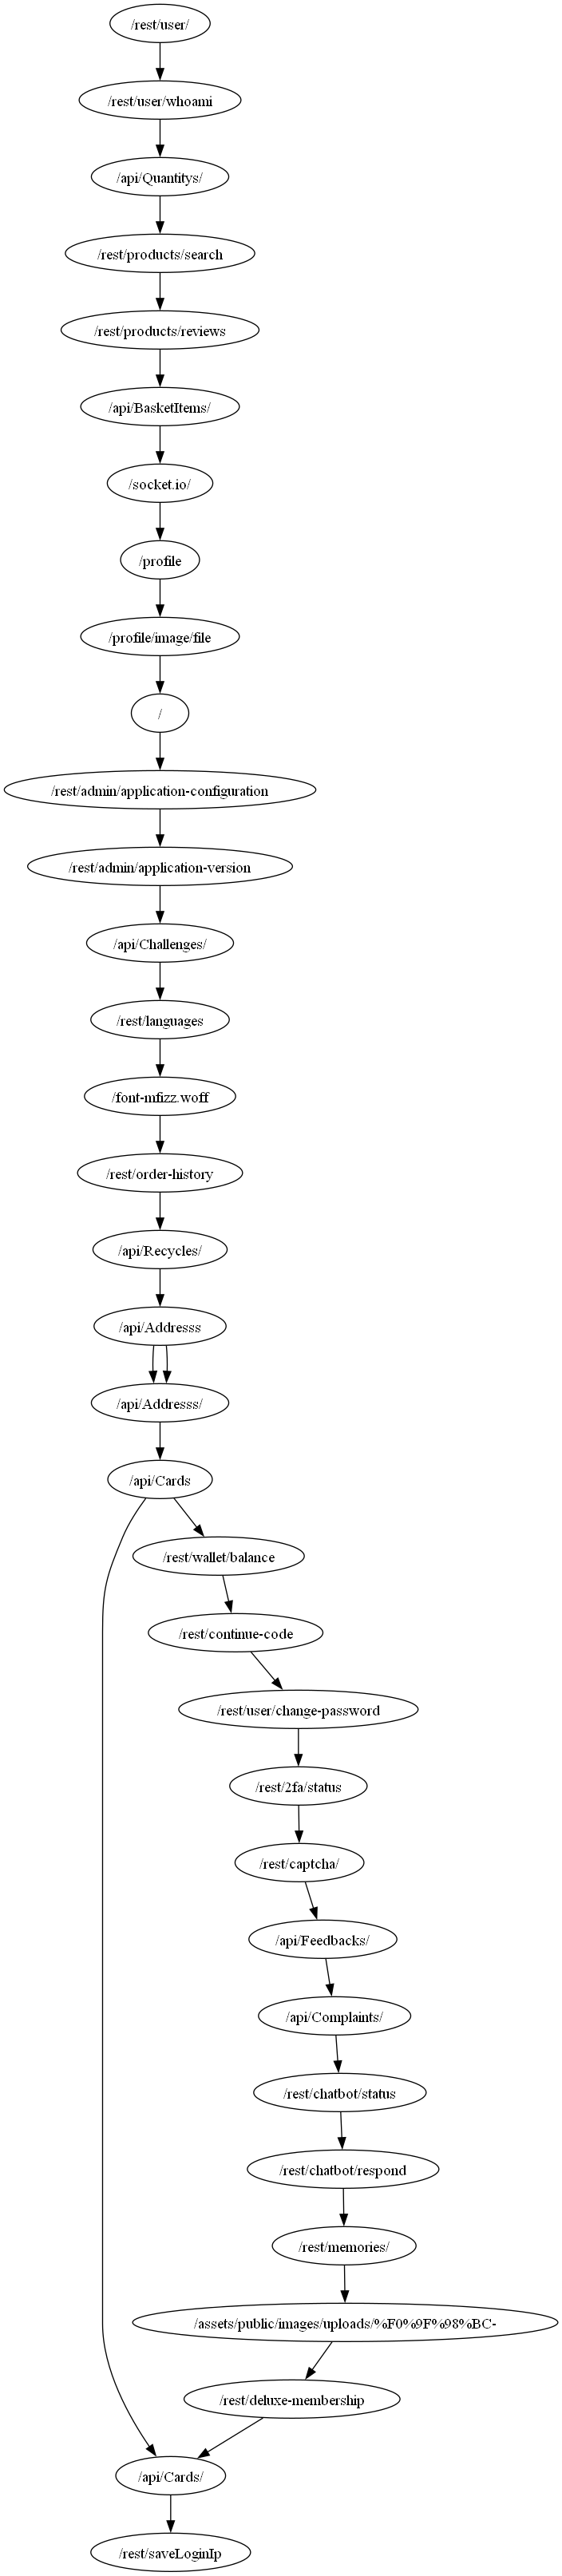 /rest/user/
/rest/user/whoami
/api/Quantitys/
/rest/products/search
/rest/products/reviews
/api/BasketItems/
/socket.io/
/profile
/profile/image/file
/
/rest/admin/application-configuration
/rest/admin/application-version
/api/Challenges/
/rest/languages
/font-mfizz.woff
/rest/order-history
/api/Recycles/
/api/Addresss
/api/Addresss/
/api/Cards
/rest/wallet/balance
/rest/continue-code
/rest/user/change-password
/rest/2fa/status
/rest/captcha/
/api/Feedbacks/
/api/Complaints/
/rest/chatbot/status
/rest/chatbot/respond
/rest/memories/
/assets/public/images/uploads/%F0%9F%98%BC-
/rest/deluxe-membership
/api/Cards/
/rest/saveLoginIp